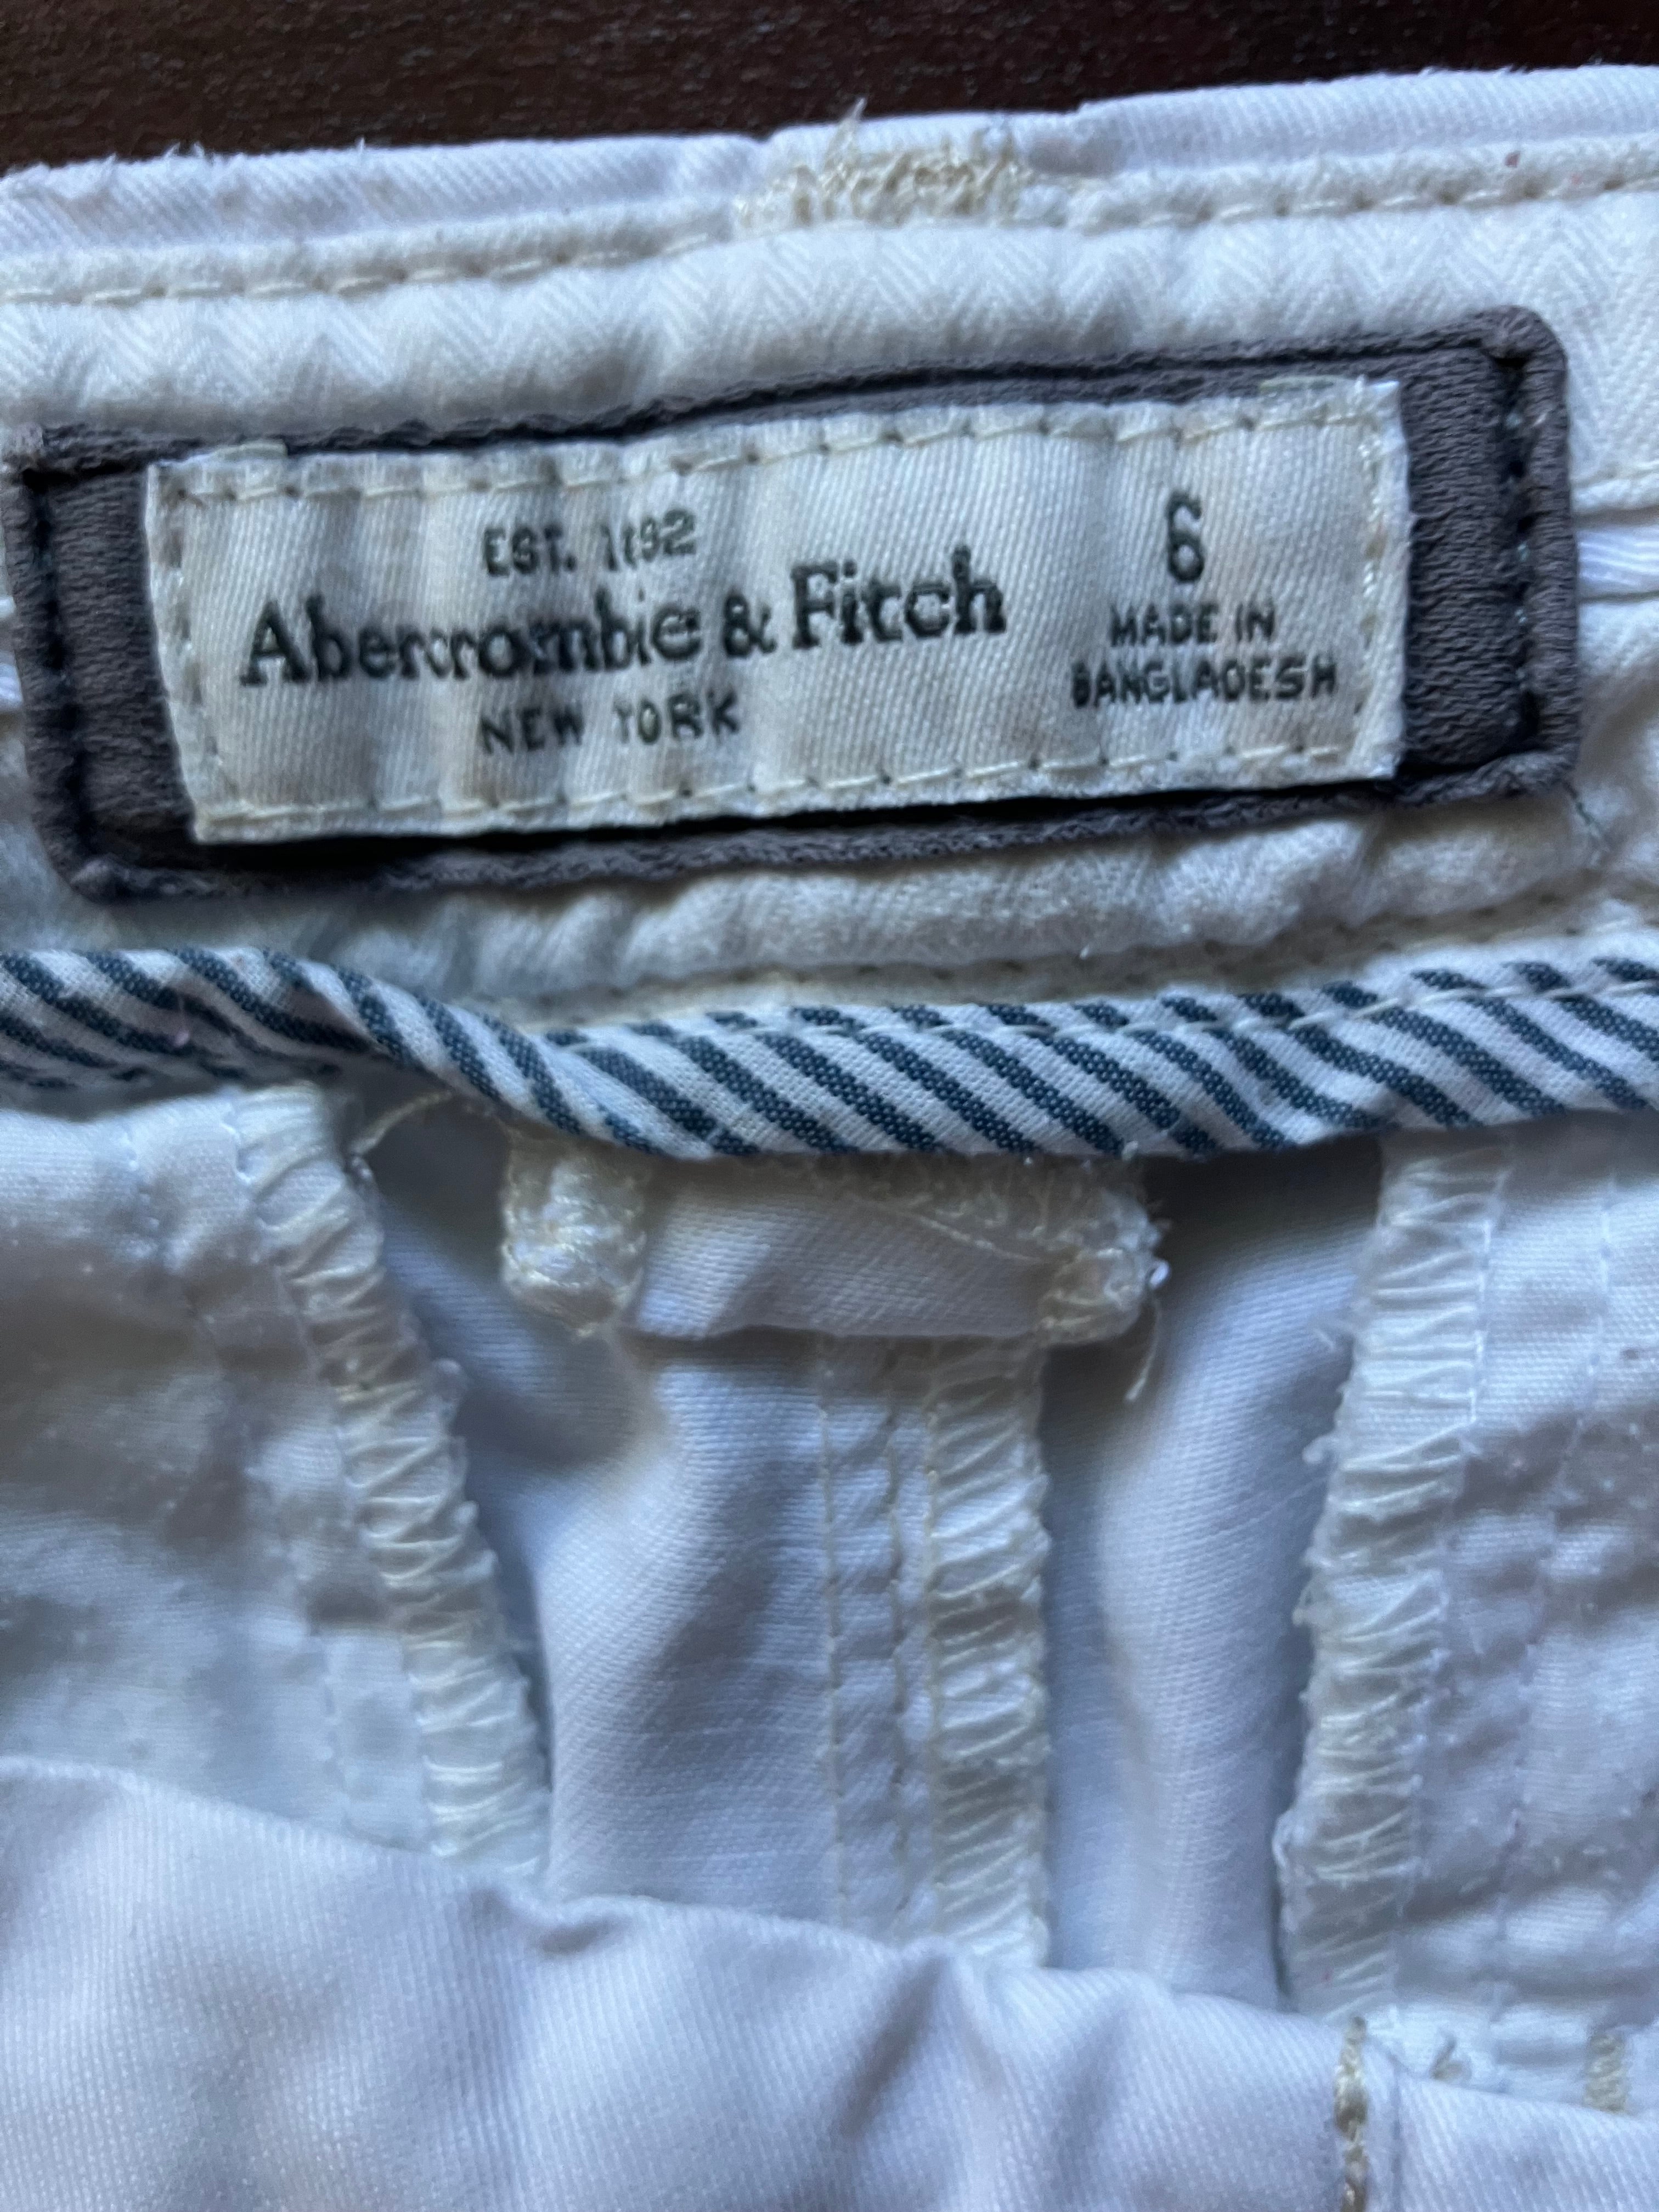 EST. 1892
Abercrombie & Fitch
NEW YORK
6
MADE IN
BANGLADESH